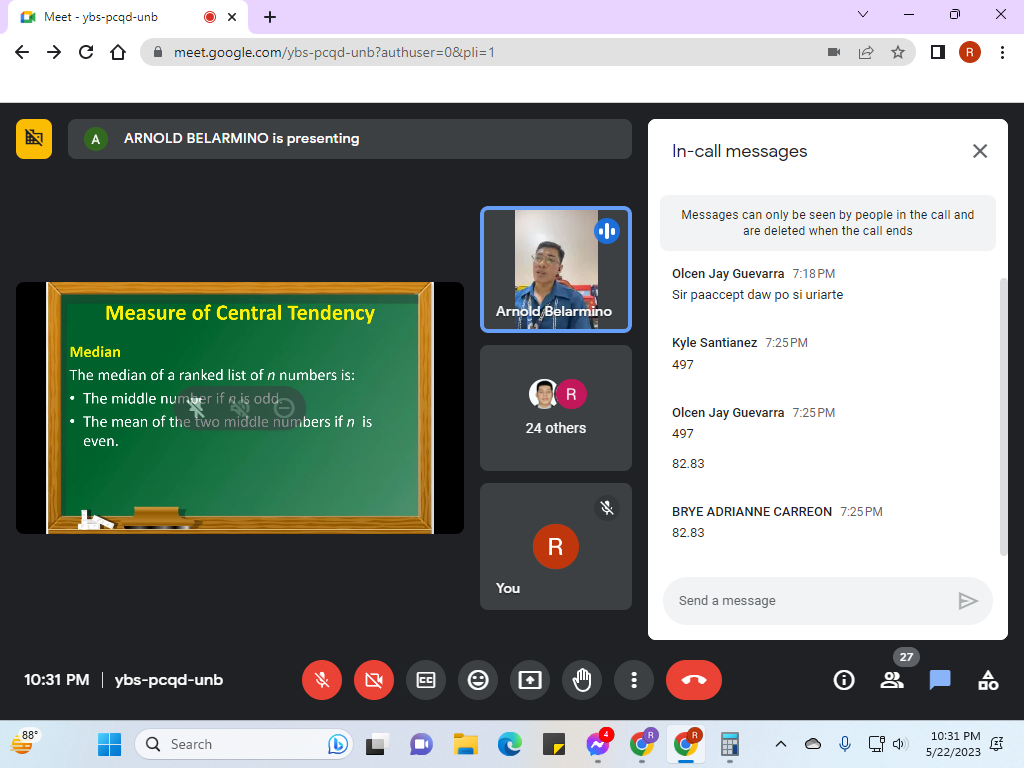 Meet - ybs-pcqd-unb
meet.google.com/ybs-pcqd-unb?authuser=0&pli=1
R
A
ARNOLD BELARMINO is presenting
In-call messages
Messages can only be seen by people in the call and
are deleted when the call ends
Olcen Jay Guevarra 7:18 PM
Sir paaccept daw po si uriarte
Kyle Santianez 7:25 PM
497
Olcen Jay Guevarra 7:25 PM
497
82.83
BRYE ADRIANNE CARREON 7:25 PM
82.83
Send a message
Measure of Central Tendency
Median
The median of a ranked list of n numbers is:
• The middle number if n is odd.
• The mean of the two middle numbers if n is
even.
Arnold Belarmino
R
24 others
R
You
10:31 PM | ybs-pcqd-unb
CC
27
88°
Search
4
R
R
10:31 PM
5/22/2023